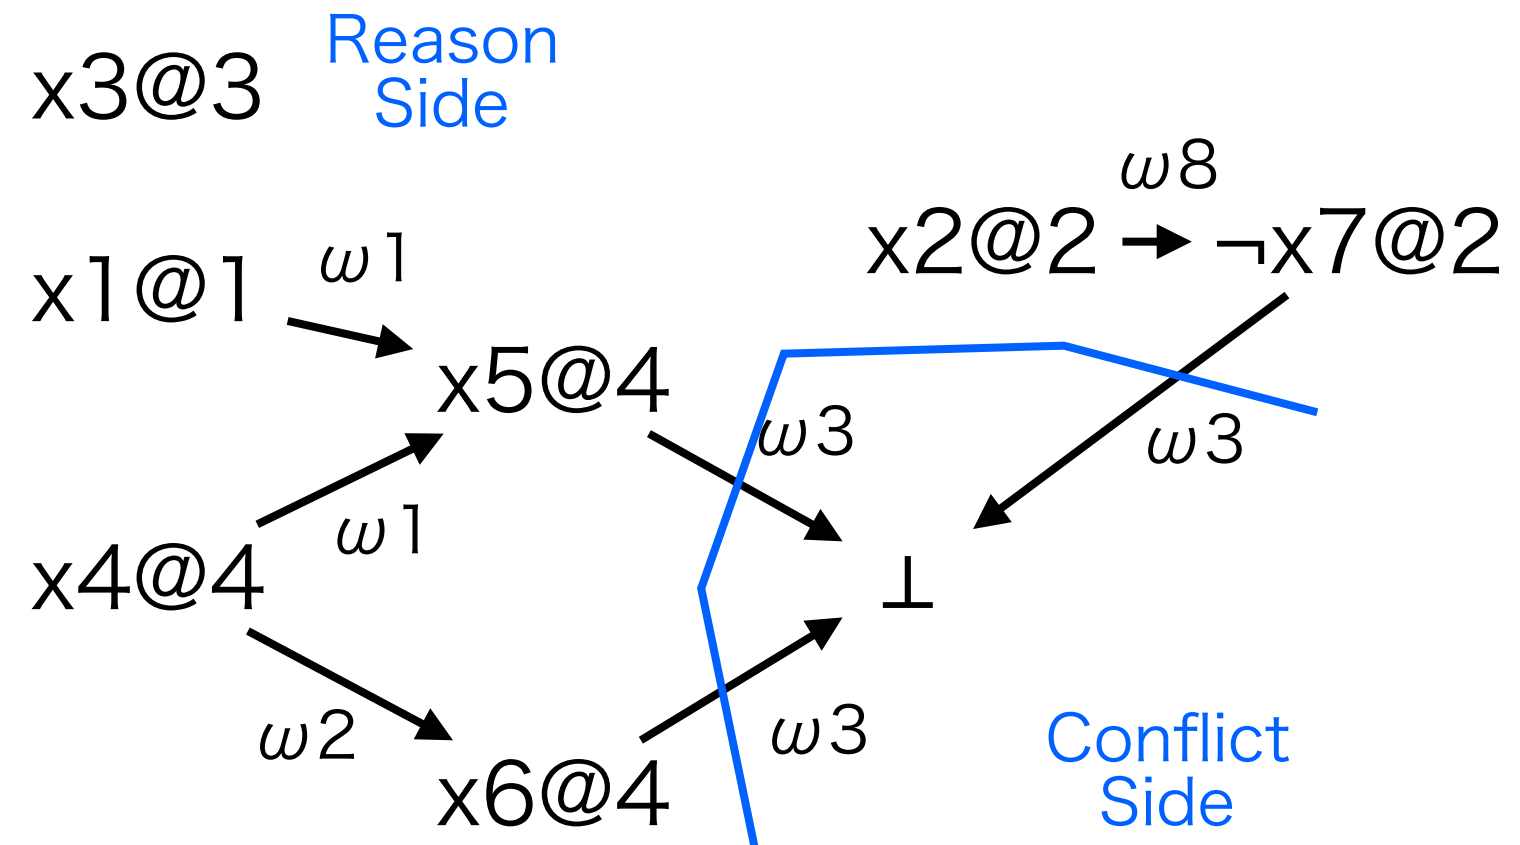 x3@3
Reason
Side
ω8
x2@2
¬x7@2
x1@1
ω1
x5@4
ω3
ω3
ω1
x4@4
⊥
ω2
ω3
x6@4
Conflict
Side